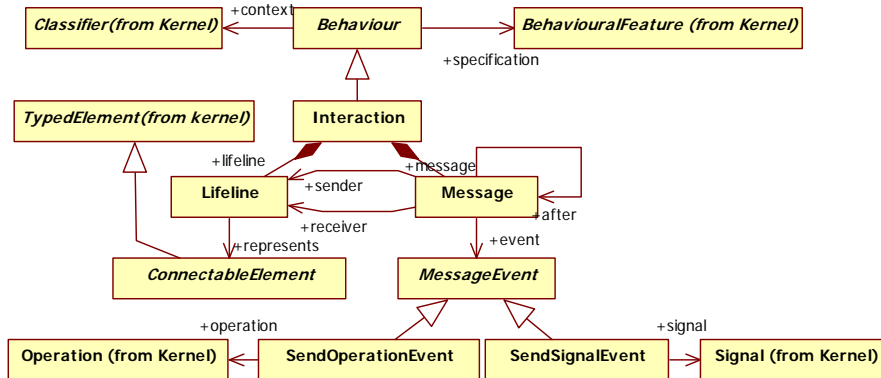 Classifier(from Kernel)
+context
Behaviour
BehaviouralFeature (from Kernel)
+specification
TypedElement(from kernel)
Interaction
+lifeline
+message
Lifeline
+sender
Message
+receiver
+after
+represents
+event
ConnectableElement
MessageEvent
+operation
+signal
Operation (from Kernel)
SendOperationEvent
SendSignalEvent
Signal (from Kernel)